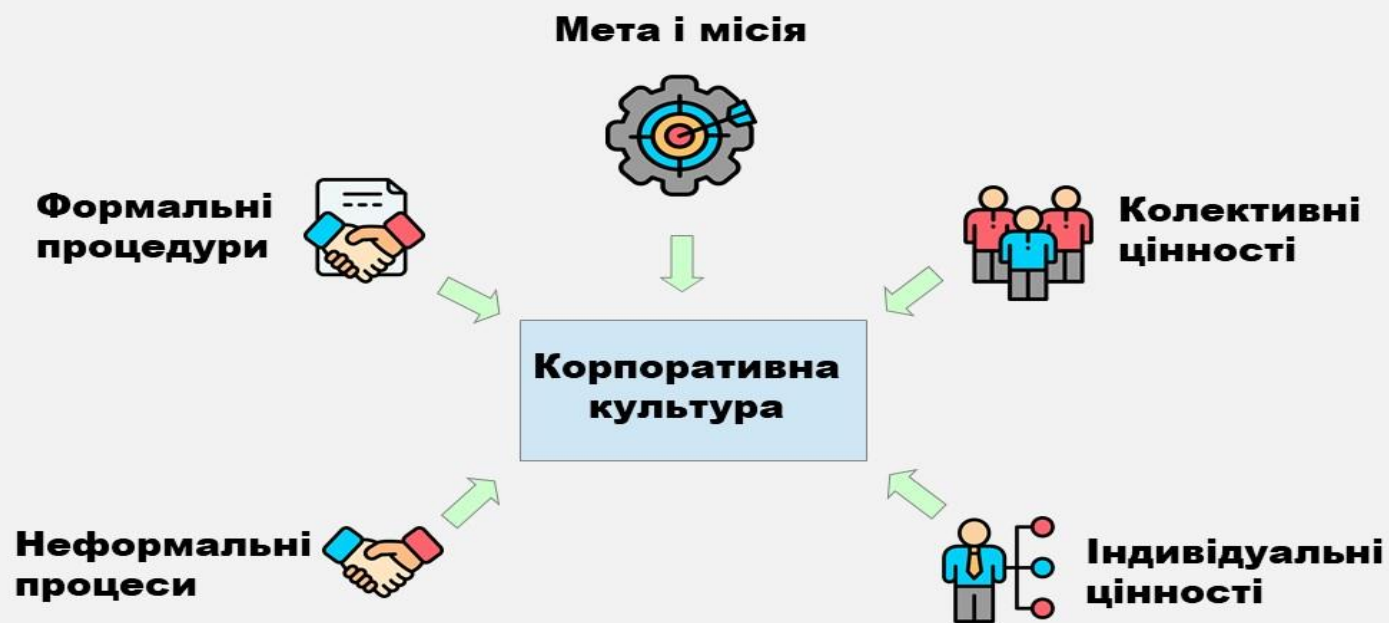 Мета і місія
Формальні
процедури
Колективні
цінності
Корпоративна
культура
Неформальні
процеси
Індивідуальні
цінності